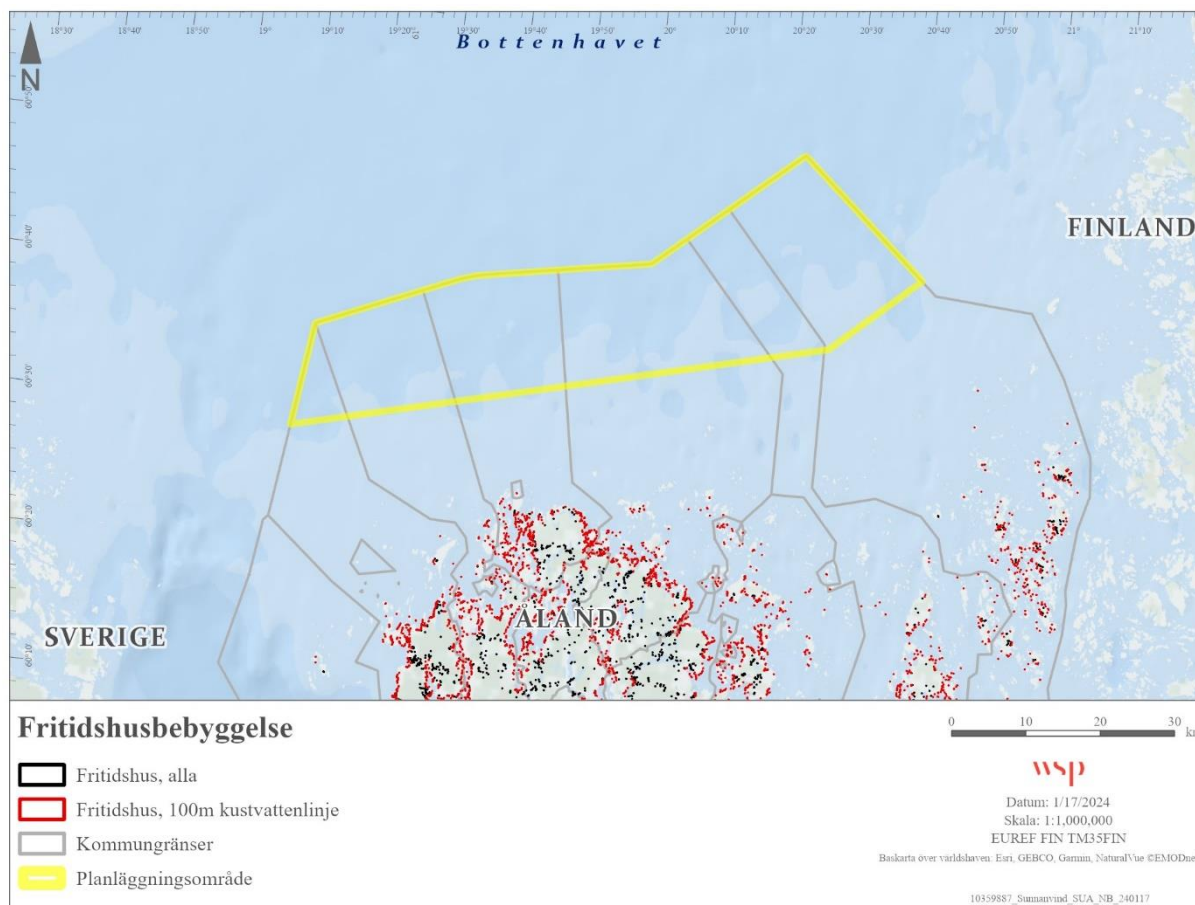 18°30' 18°40' 18°50' 19° 19°10' 19°20' 19°30' 19°40' 19°50' 20° 20°10' 20°20' 20°30' 20°40' 20°50' 21° 21°10'
Bottenhavet
N
60°50'
60°40'
FINLAND
60°30'
60°20'
ÅLAND
SVERIGE
60°10'
Fritidshusbebyggelse
Fritidshus, alla
Fritidshus, 100m kustvattenlinje
Kommungränser
Planläggningsområde
0 10 20 30
km
wsp
Datum: 1/17/2024
Skala: 1:1,000,000
EUREF FIN TM35FIN
Baskarta över världshaven: Esri, GEBCO, Garmin, NaturalVue ©EMODne
10359887_Sunnanvind_SUA_NB_240117